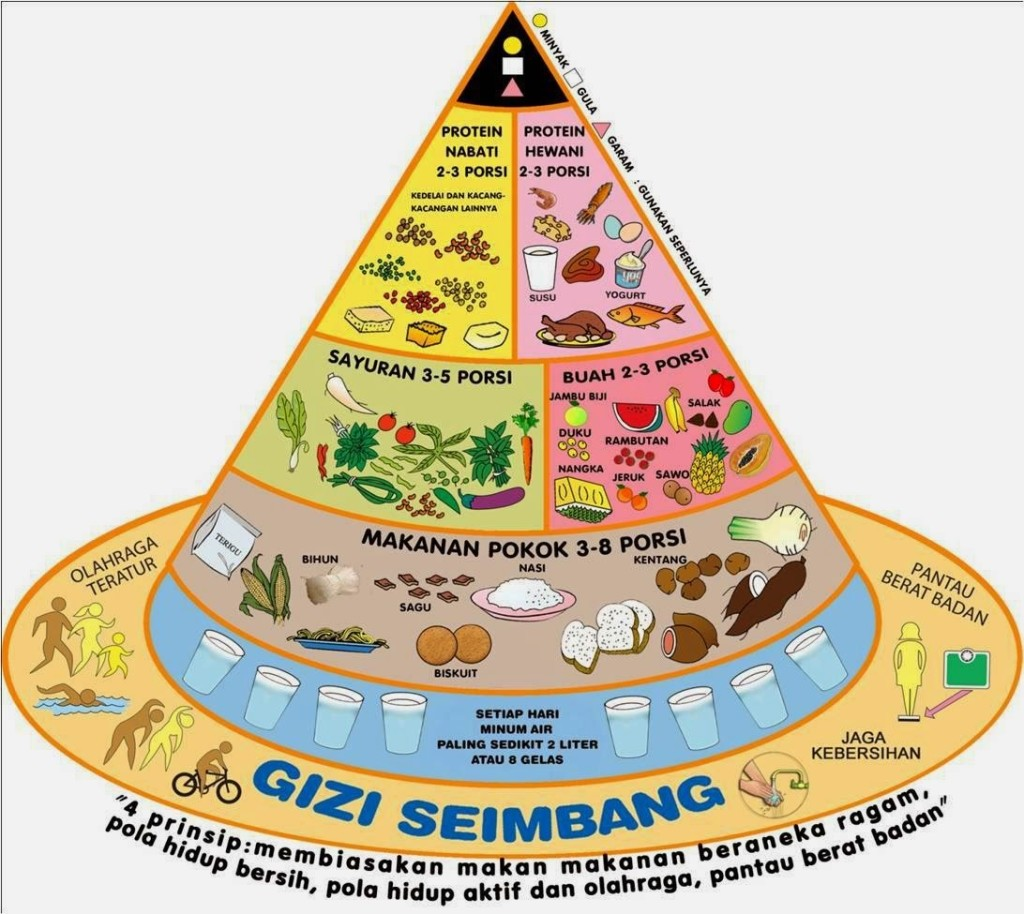 MINYAK GULA GARAM : GUNAKAN SEPERLUNYA
PROTEIN
NABATI
2-3 PORSI
KEDELAI DAN KACANG-
KACANGAN LAINNYA
PROTEIN
HEWANI
2-3 PORSI
SUSU
YOGURT
SAYURAN 3-5 PORSI
BUAH 2-3 PORSI
JAMBU BIJI
SALAK
DUKU
RAMBUTAN
NANGKA
JERUK
SAWO
MAKANAN POKOK 3-8 PORSI
TERIGU
BIHUN
NASI
KENTANG
SAGU
BISKUIT
OLAHRAGA
TERATUR
PANTAU
BERAT BADAN
SETIAP HARI
MINUM AIR
PALING SEDIKIT 2 LITER
ATAU 8 GELAS
JAGA
KEBERSIHAN
GIZI SEIMBANG
"4 prinsip:membiasakan makan makanan beraneka ragam,
pola hidup bersih, pola hidup aktif dan olahraga, pantau berat badan"